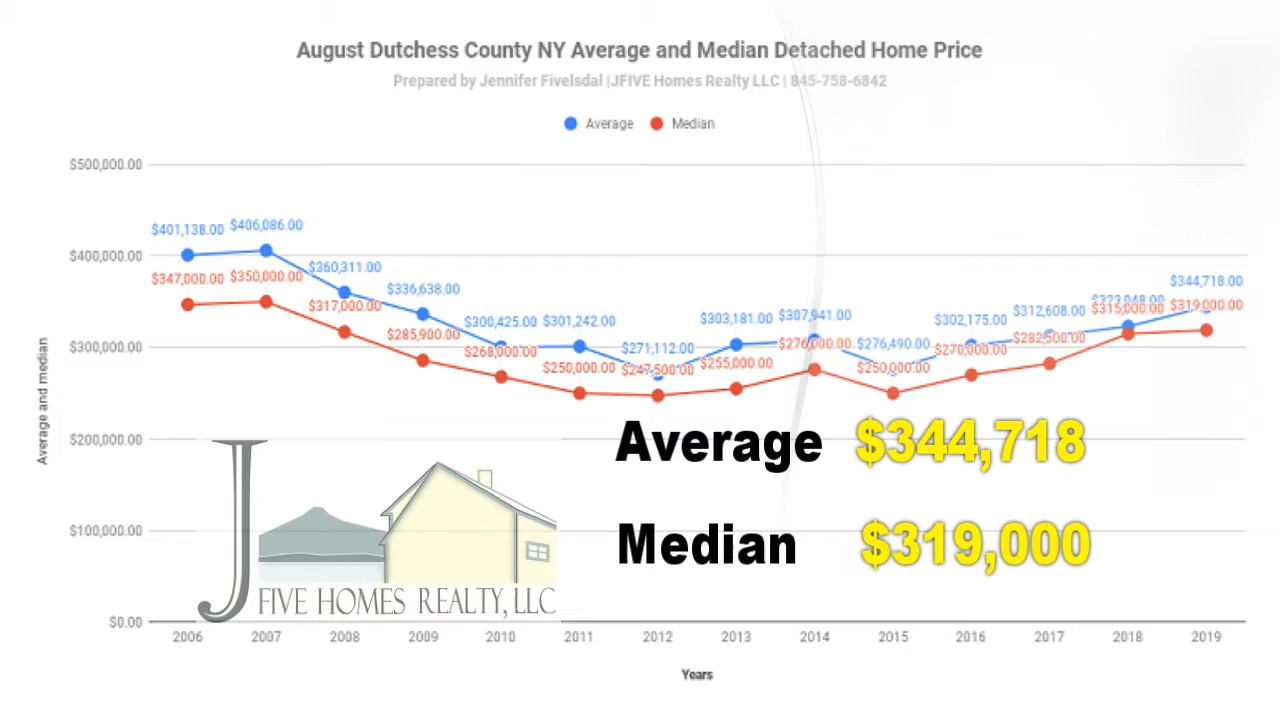 August Dutchess County NY Average and Median Detached Home Price
Prepared by Jennifer Fivelsdal |JFIVE Homes Realty LLC | 845-758-6842
Average Median
$500,000.00
$400,000.00
$300,000.00
$200,000.00
$100,000.00
$0.00
Average and median
$401,138.00 $406,086.00 $360,311.00 $336,638.00 $300,425.00 $301,242.00 $271,112.00 $303,181.00 $307,941.00 $276,490.00 $302,175.00 $312,608.00 $323,048.00 $344,718.00
$347,000.00 $350,000.00 $317,000.00 $285,900.00 $268,000.00 $250,000.00 $247,500.00 $255,000.00 $276,000.00 $250,000.00 $270,000.00 $282,500.00 $315,000.00 $319,000.00
Average $344,718
Median $319,000
J FIVE HOMES REALTY, LLC
2006 2007 2008 2009 2010 2011 2012 2013 2014 2015 2016 2017 2018 2019
Years